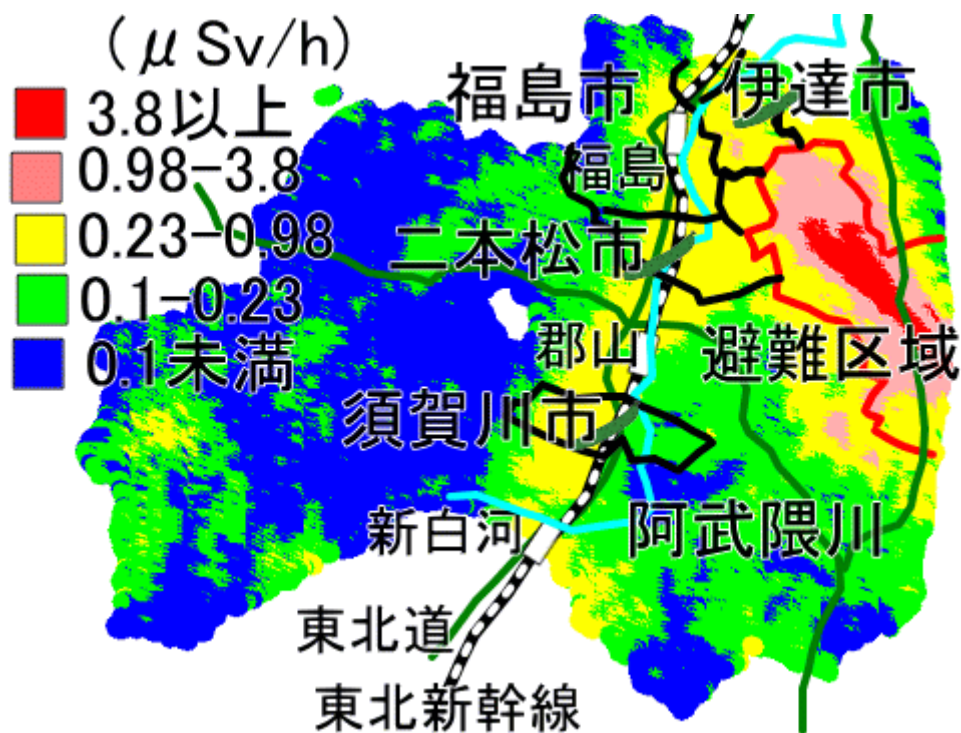 (μSv/h)
3.8以上
0.98-3.8
0.23-0.98
0.1-0.23
0.1未満
福島市
伊達市
福島
二本松市
郡山
避難区域
須賀川市
新白河
阿武隈川
東北道
東北新幹線